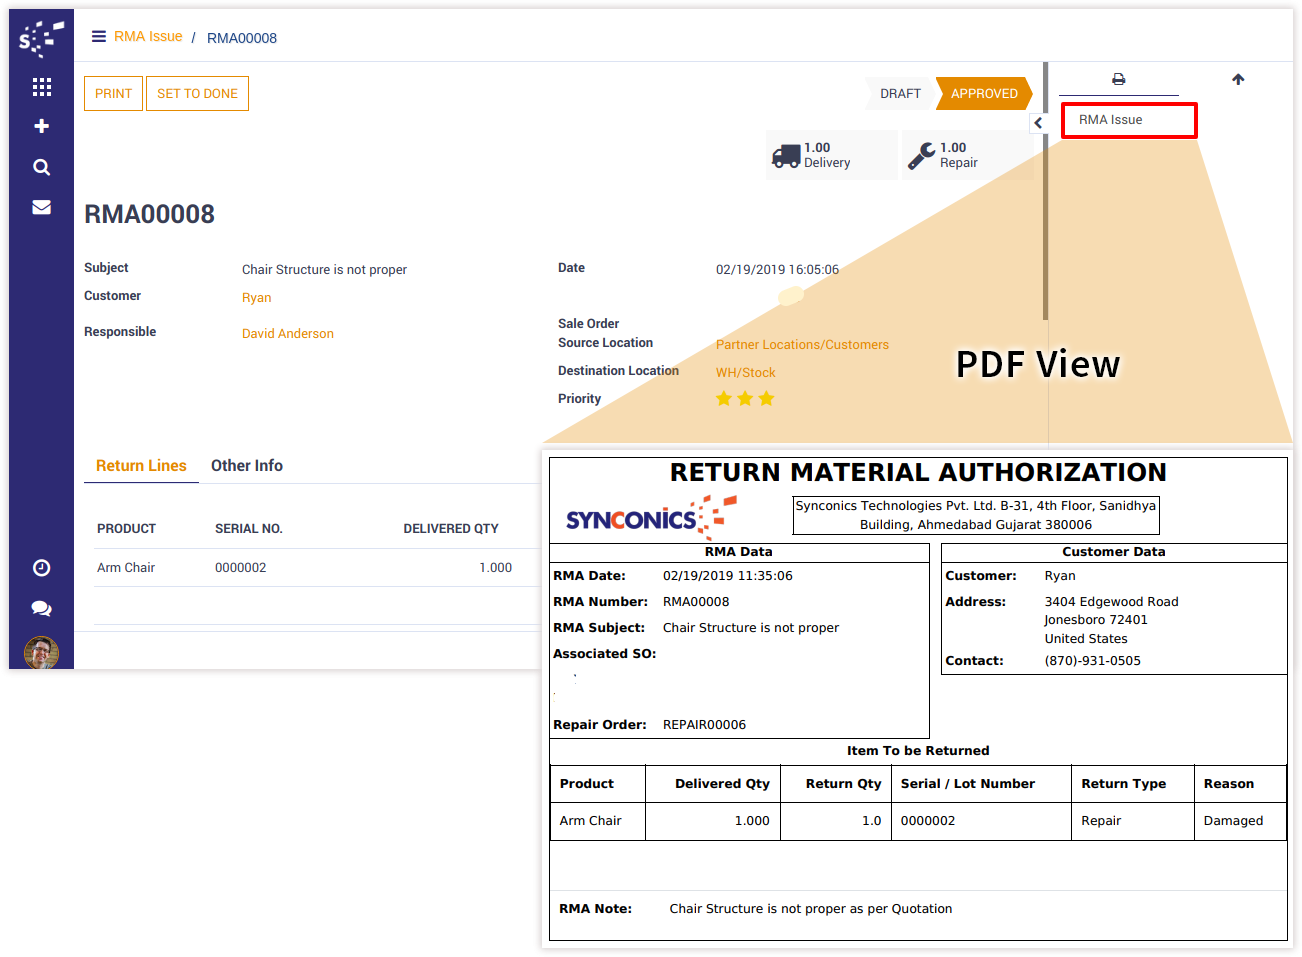 RMA Issue / RMA00008
PRINT SET TO DONE
DRAFT APPROVED
RMA Issue
1.00 Delivery
1.00 Repair
RMA00008
Subject Chair Structure is not proper
Customer Ryan
Responsible David Anderson
Date 02/19/2019 16:05:06
Sale Order
Source Location Partner Locations/Customers
Destination Location WH/Stock
Priority
PDF View
Return Lines Other Info
PRODUCT SERIAL NO. DELIVERED QTY
Arm Chair 0000002 1.000
RETURN MATERIAL AUTHORIZATION
SYNCONICS
Synconics Technologies Pvt. Ltd. B-31, 4th Floor, Sanidhya
Building, Ahmedabad Gujarat 380006
RMA Data
RMA Date: 02/19/2019 11:35:06
RMA Number: RMA00008
RMA Subject: Chair Structure is not proper
Associated SO:
Repair Order: REPAIR00006
Customer Data
Customer: Ryan
Address: 3404 Edgewood Road
Jonesboro 72401
United States
Contact: (870)-931-0505
Item To be Returned
Product Delivered Qty Return Qty Serial / Lot Number Return Type Reason
Arm Chair 1.000 1.0 0000002 Repair Damaged
RMA Note: Chair Structure is not proper as per Quotation